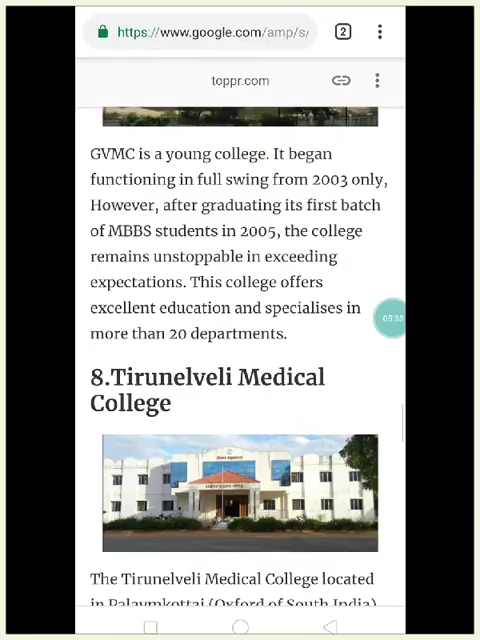 https://www.google.com/amp/s/
2
toppr.com
GVMC is a young college. It began
functioning in full swing from 2003 only,
However, after graduating its first batch
of MBBS students in 2005, the college
remains unstoppable in exceeding
expectations. This college offers
excellent education and specialises in
more than 20 departments.
8.Tirunelveli Medical
College
The Tirunelveli Medical College located
in Palaymkottai (Oxford of South India)